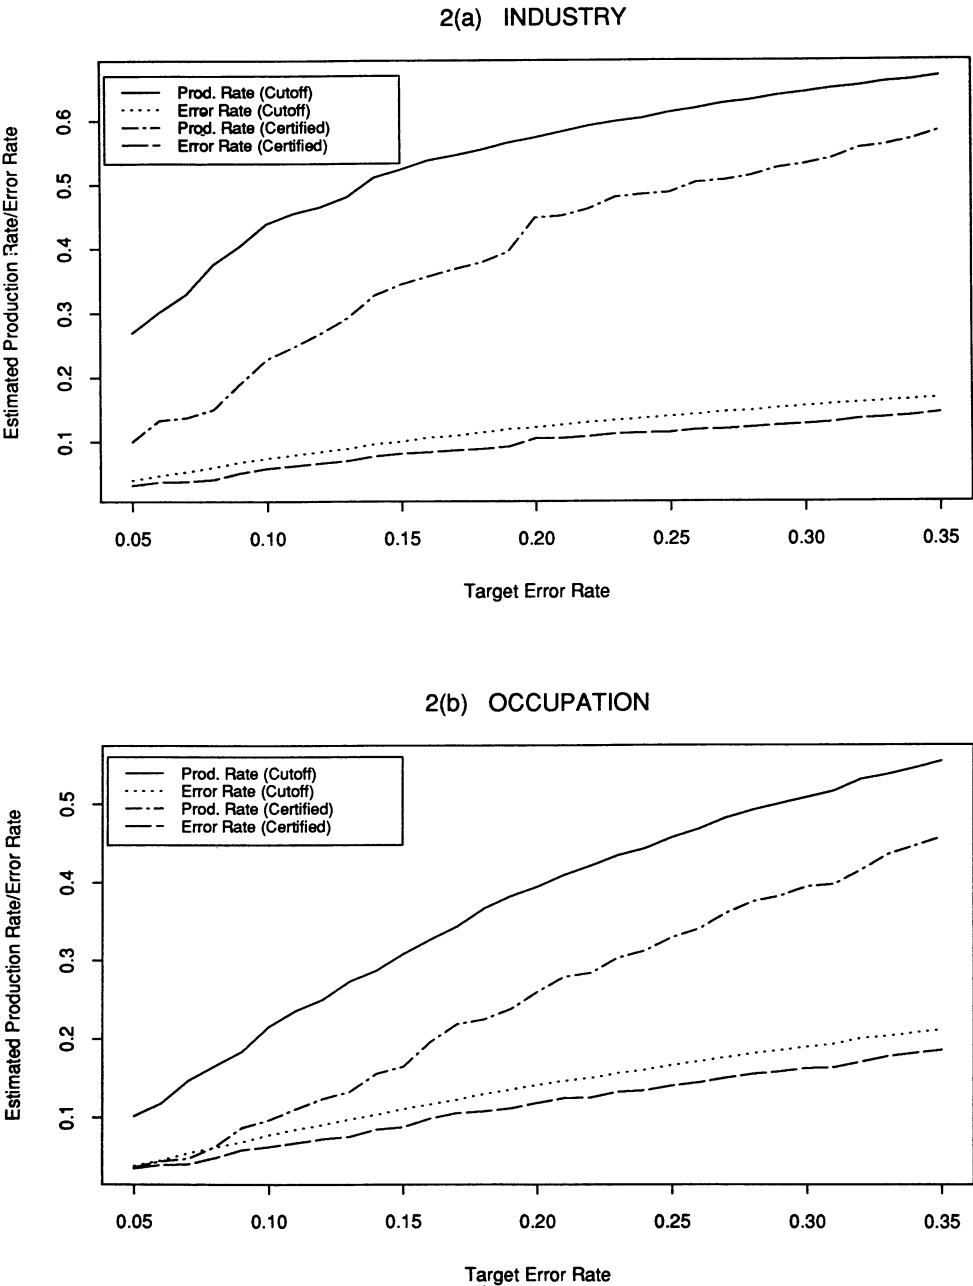 2(a) INDUSTRY
Prod. Rate (Cutoff)
Error Rate (Cutoff)
Prod. Rate (Certified)
Error Rate (Certified)
Estimated Production Rate/Error Rate
0.6
0.5
0.4
0.3
0.2
0.1
0.05 0.10 0.15 0.20 0.25 0.30 0.35
Target Error Rate
2(b) OCCUPATION
Prod. Rate (Cutoff)
Error Rate (Cutoff)
Prod. Rate (Certified)
Error Rate (Certified)
Estimated Production Rate/Error Rate
0.5
0.4
0.3
0.2
0.1
0.05 0.10 0.15 0.20 0.25 0.30 0.35
Target Error Rate